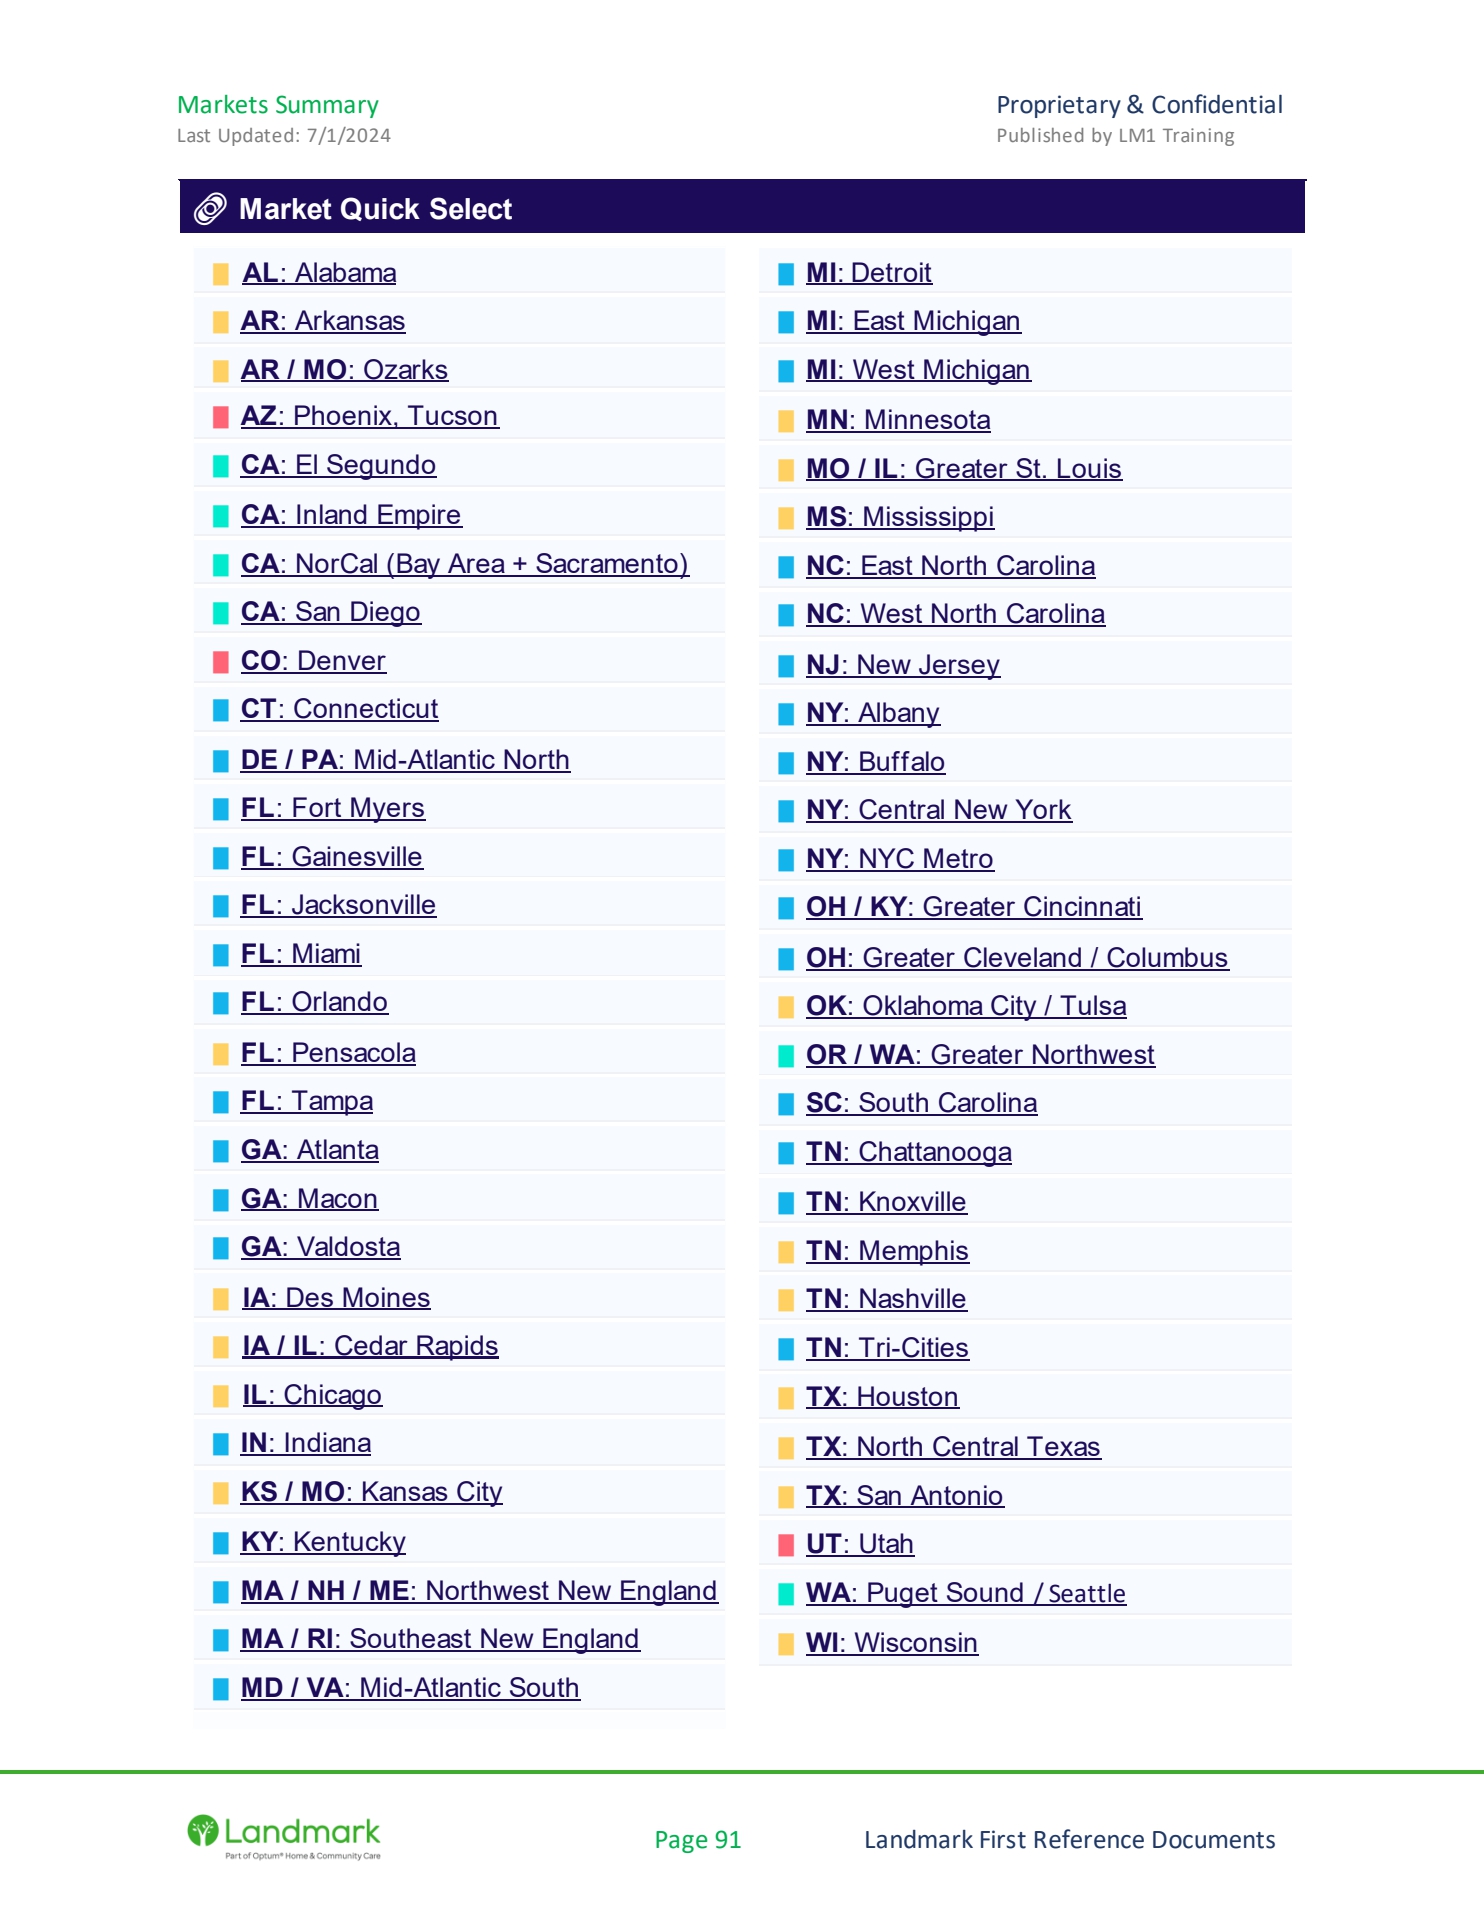 Markets Summary
Last Updated: 7/1/2024
Proprietary & Confidential
Published by LM1 Training
Market Quick Select
AL: Alabama
AR: Arkansas
AR / MO: Ozarks
AZ: Phoenix, Tucson
CA: El Segundo
CA: Inland Empire
CA: NorCal (Bay Area + Sacramento)
CA: San Diego
CO: Denver
CT: Connecticut
DE / PA: Mid-Atlantic North
FL: Fort Myers
FL: Gainesville
FL: Jacksonville
FL: Miami
FL: Orlando
FL: Pensacola
FL: Tampa
GA: Atlanta
GA: Macon
GA: Valdosta
IA: Des Moines
IA / IL: Cedar Rapids
IL: Chicago
IN: Indiana
KS / MO: Kansas City
KY: Kentucky
MA / NH / ME: Northwest New England
MA / RI: Southeast New England
MD / VA: Mid-Atlantic South
MI: Detroit
MI: East Michigan
MI: West Michigan
MN: Minnesota
MO / IL: Greater St. Louis
MS: Mississippi
NC: East North Carolina
NC: West North Carolina
NJ: New Jersey
NY: Albany
NY: Buffalo
NY: Central New York
NY: NYC Metro
OH / KY: Greater Cincinnati
OH: Greater Cleveland / Columbus
OK: Oklahoma City / Tulsa
OR / WA: Greater Northwest
SC: South Carolina
TN: Chattanooga
TN: Knoxville
TN: Memphis
TN: Nashville
TN: Tri-Cities
TX: Houston
TX: North Central Texas
TX: San Antonio
UT: Utah
WA: Puget Sound / Seattle
WI: Wisconsin
Landmark
Part of Optum® Home & Community Care
Page 91
Landmark First Reference Documents